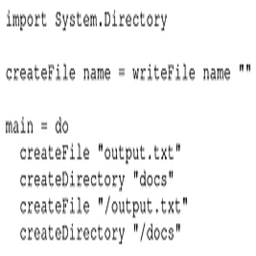 import System.Directory

createFile name = writeFile name ""

main = do
  createFile "output.txt"
  createDirectory "docs"
  createFile "/output.txt"
  createDirectory "/docs"